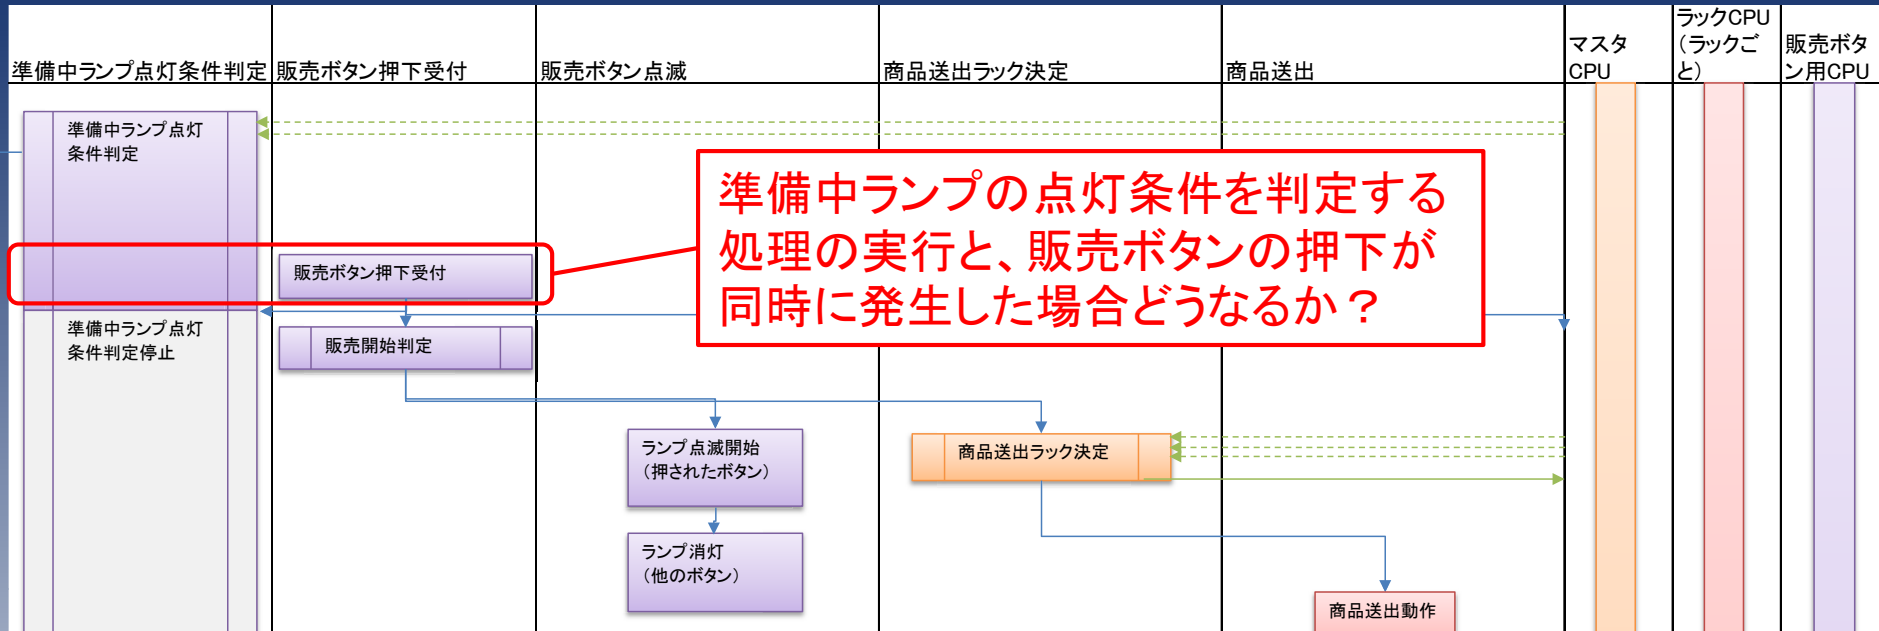 準備中ランプ点灯条件判定
販売ボタン押下受付
販売ボタン点滅
商品送出ラック決定
商品送出
マスタ
CPU
ラックCPU
（ラックご
と）
販売ボタ
ン用CPU
準備中ランプ点灯
条件判定
準備中ランプの点灯条件を判定する
処理の実行と、販売ボタンの押下が
同時に発生した場合どうなるか？
販売ボタン押下受付
準備中ランプ点灯
条件判定停止
販売開始判定
ランプ点滅開始
（押されたボタン）
商品送出ラック決定
ランプ消灯
（他のボタン）
商品送出動作